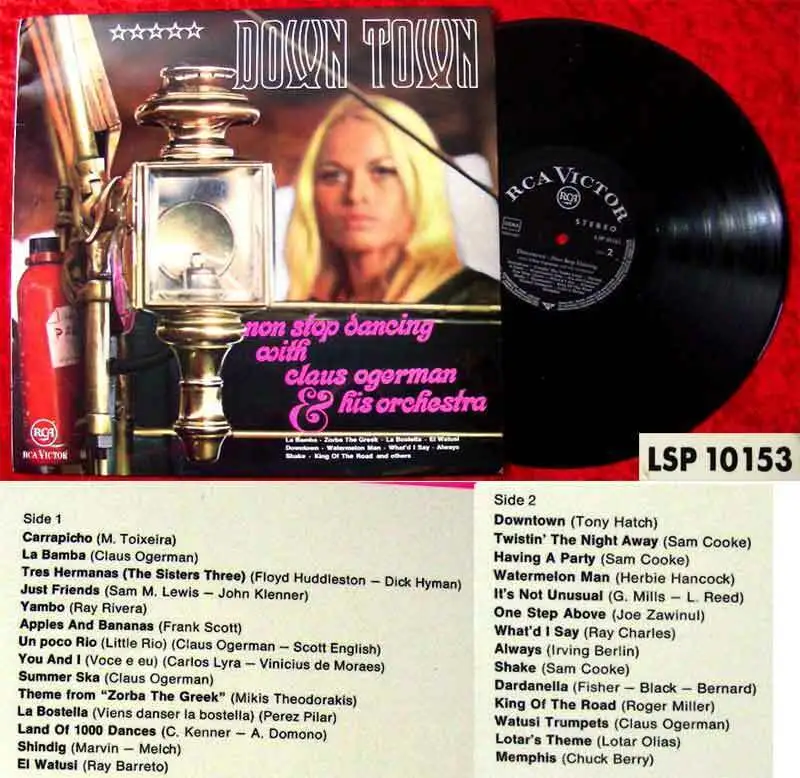 DOWN TOWN
non stop dancing
with
claus ogerman
& his orchestra
La Bamba - Zorba The Greek - La Bostella - El Watusi
Downtown - Watermelon Man - What'd I Say - Always
Shake - King Of The Road and others
RCA
RCA VICTOR
RCA VICTOR
RCA
STEREO
2
LSP 10153
Side 1
Carrapicho (M. Toixeira)
La Bamba (Claus Ogerman)
Tres Hermanas (The Sisters Three) (Floyd Huddleston – Dick Hyman)
Just Friends (Sam M. Lewis – John Klenner)
Yambo (Ray Rivera)
Apples And Bananas (Frank Scott)
Un poco Rio (Little Rio) (Claus Ogerman – Scott English)
You And I (Voce e eu) (Carlos Lyra – Vinicius de Moraes)
Summer Ska (Claus Ogerman)
Theme from "Zorba The Greek" (Mikis Theodorakis)
La Bostella (Viens danser la bostella) (Perez Pilar)
Land Of 1000 Dances (C. Kenner – A. Domono)
Shindig (Marvin – Melch)
El Watusi (Ray Barreto)
Side 2
Downtown (Tony Hatch)
Twistin' The Night Away (Sam Cooke)
Having A Party (Sam Cooke)
Watermelon Man (Herbie Hancock)
It's Not Unusual (G. Mills – L. Reed)
One Step Above (Joe Zawinul)
What'd I Say (Ray Charles)
Always (Irving Berlin)
Shake (Sam Cooke)
Dardanella (Fisher – Black – Bernard)
King Of The Road (Roger Miller)
Watusi Trumpets (Claus Ogerman)
Lotar's Theme (Lotar Olias)
Memphis (Chuck Berry)